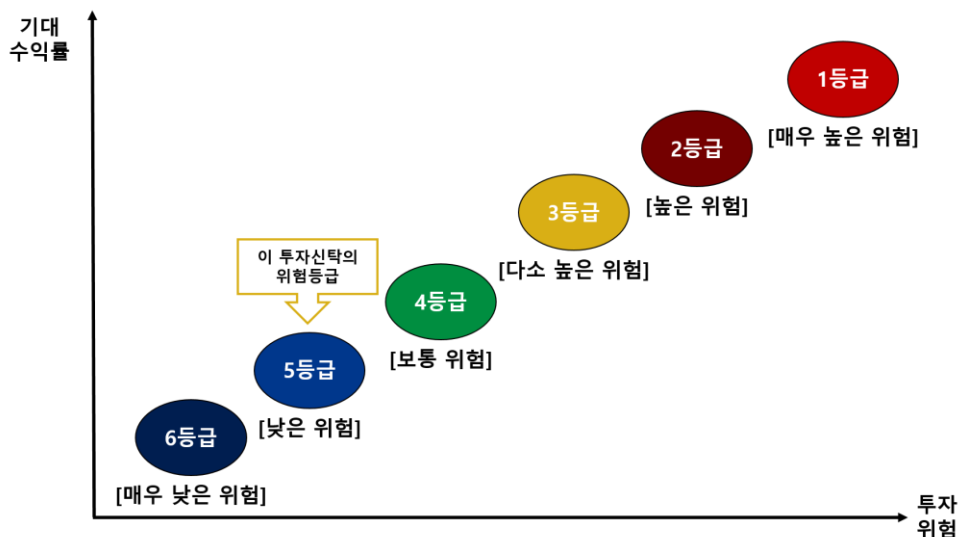 기대
수익률
1등급
[매우 높은 위험]
2등급
[높은 위험]
3등급
[다소 높은 위험]
이 투자신탁의
위험등급
4등급
[보통 위험]
5등급
[낮은 위험]
6등급
[매우 낮은 위험]
투자
위험